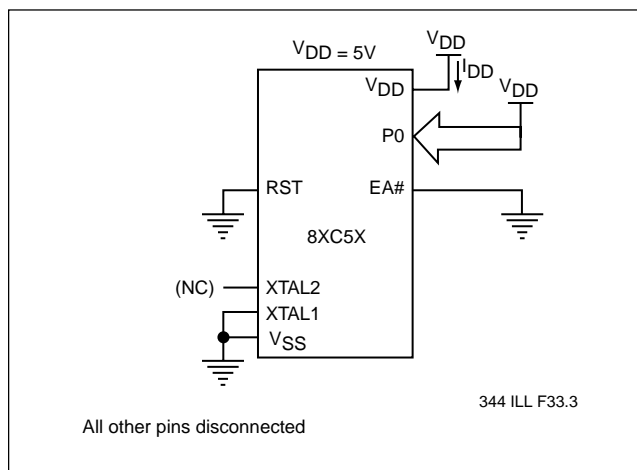 VDD = 5V
VDD
IDD
VDD
VDD
P0
RST
EA#
8XC5X
(NC)
XTAL2
XTAL1
VSS
344 ILL F33.3
All other pins disconnected